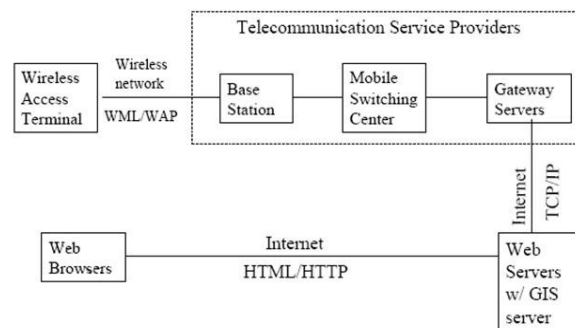 Telecommunication Service Providers
Wireless
Access
Terminal
Wireless
network
WML/WAP
Base
Station
Mobile
Switching
Center
Gateway
Servers
Internet
TCP/IP
Web
Browsers
Internet
HTML/HTTP
Web
Servers
w/ GIS
server